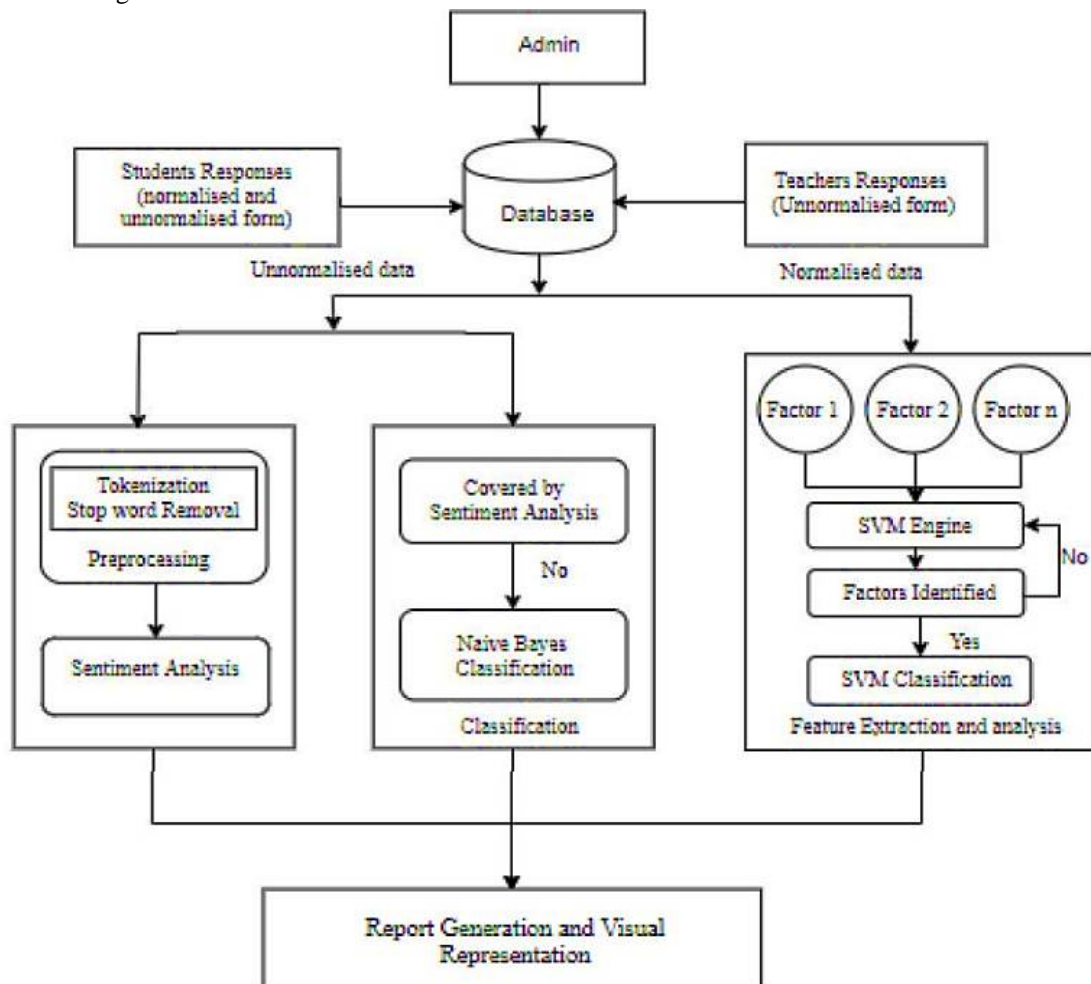 Admin
Students Responses
(normalised and
unnormalised form)
Database
Teachers Responses
(Unnormalised form)
Unnormalised data
Normalised data
Factor 1
Factor 2
Factor n
Tokenization
Stop word Removal
Preprocessing
Sentiment Analysis
Covered by
Sentiment Analysis
No
Naive Bayes
Classification
Classification
SVM Engine
No
Factors Identified
Yes
SVM Classification
Feature Extraction and analysis
Report Generation and Visual
Representation